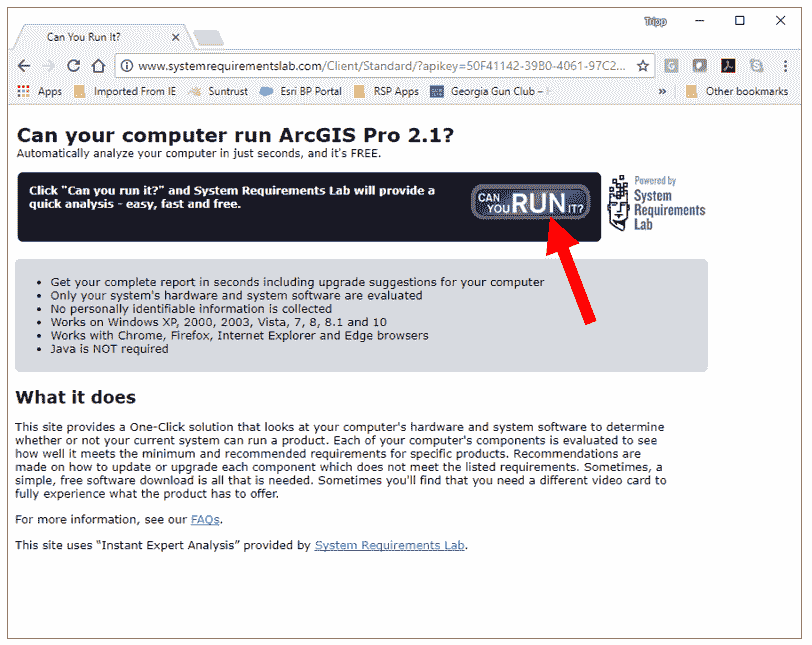 Tripp
Can You Run It?
www.systemrequirementslab.com/Client/Standard/?apikey=50F41142-39B0-4061-97C2...
Apps Imported From IE Suntrust Esri BP Portal RSP Apps Georgia Gun Club – » Other bookmarks
Can your computer run ArcGIS Pro 2.1?
Automatically analyze your computer in just seconds, and it's FREE.
Click "Can you run it?" and System Requirements Lab will provide a
quick analysis - easy, fast and free.
CAN YOU RUN IT?
Powered by
System
Requirements
Lab
• Get your complete report in seconds including upgrade suggestions for your computer
• Only your system's hardware and system software are evaluated
• No personally identifiable information is collected
• Works on Windows XP, 2000, 2003, Vista, 7, 8, 8.1 and 10
• Works with Chrome, Firefox, Internet Explorer and Edge browsers
• Java is NOT required
What it does
This site provides a One-Click solution that looks at your computer's hardware and system software to determine
whether or not your current system can run a product. Each of your computer's components is evaluated to see
how well it meets the minimum and recommended requirements for specific products. Recommendations are
made on how to update or upgrade each component which does not meet the listed requirements. Sometimes, a
simple, free software download is all that is needed. Sometimes you'll find that you need a different video card to
fully experience what the product has to offer.
For more information, see our FAQs.
This site uses “Instant Expert Analysis” provided by System Requirements Lab.